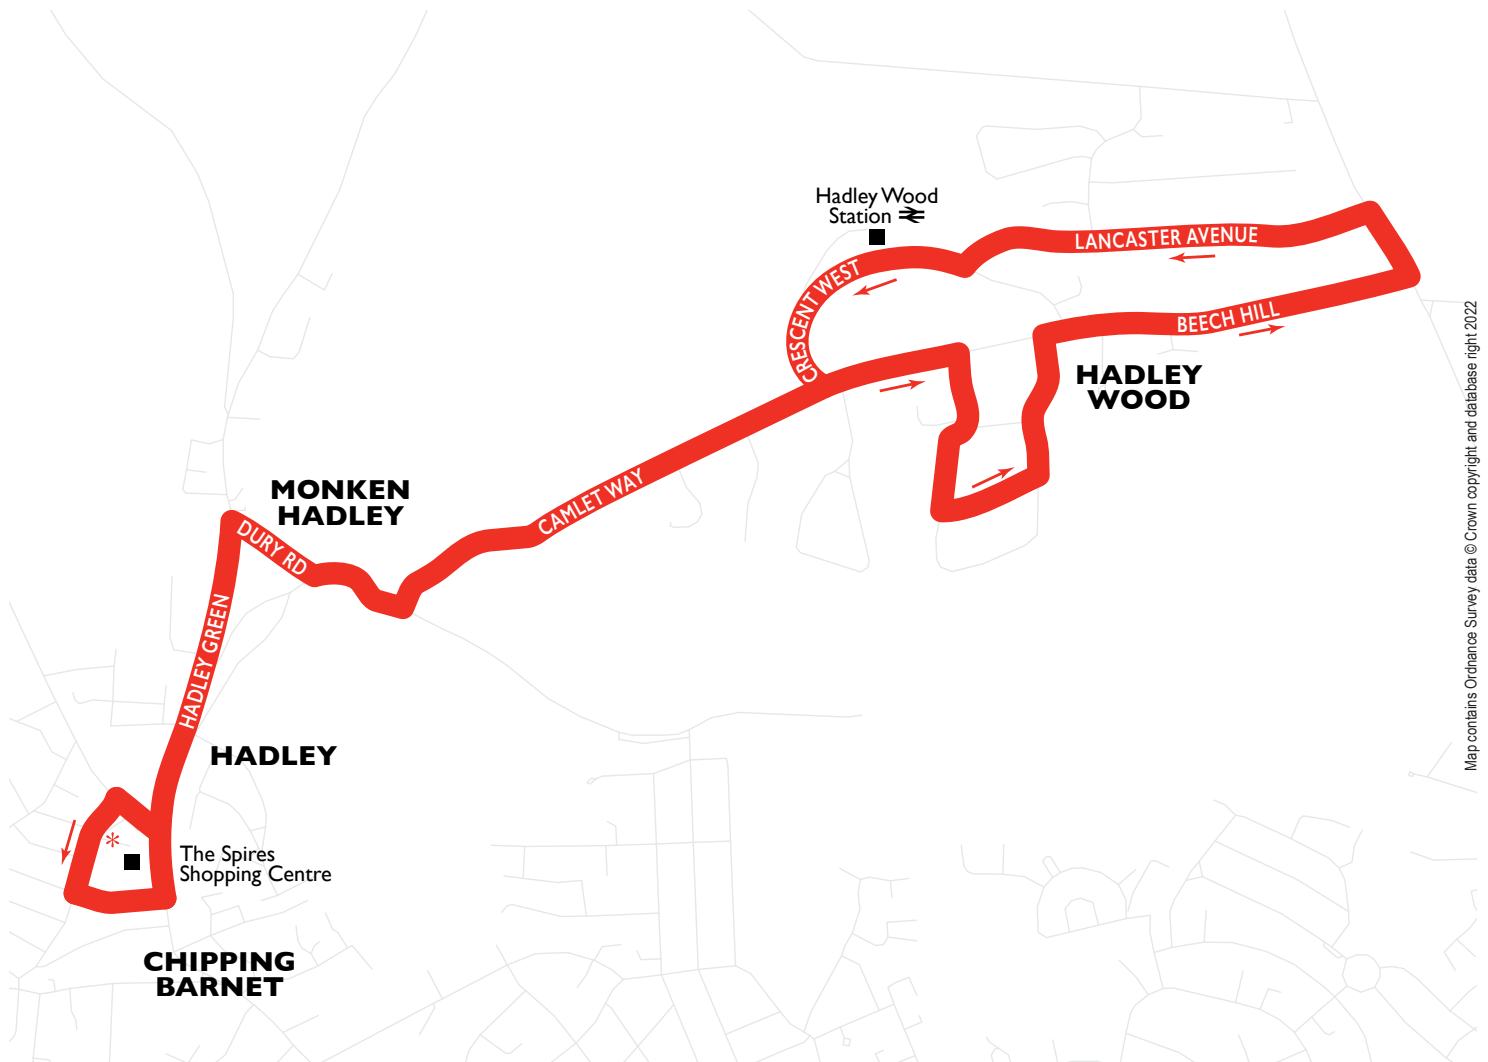 Hadley Wood
Station
LANCASTER AVENUE
CRESCENT WEST
BEECH HILL
HADLEY
WOOD
MONKEN
HADLEY
CAMLET WAY
DURY RD
HADLEY GREEN
HADLEY
*
The Spires
Shopping Centre
CHIPPING
BARNET
Map contains Ordnance Survey data © Crown copyright and database right 2022